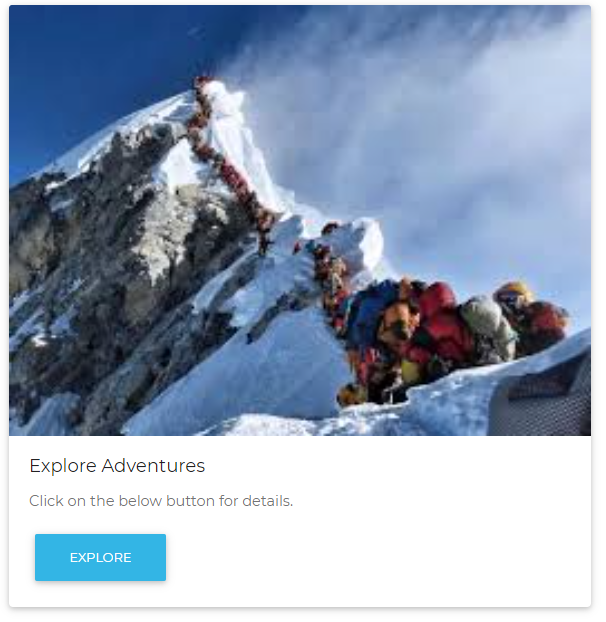 Explore Adventures
Click on the below button for details.
EXPLORE